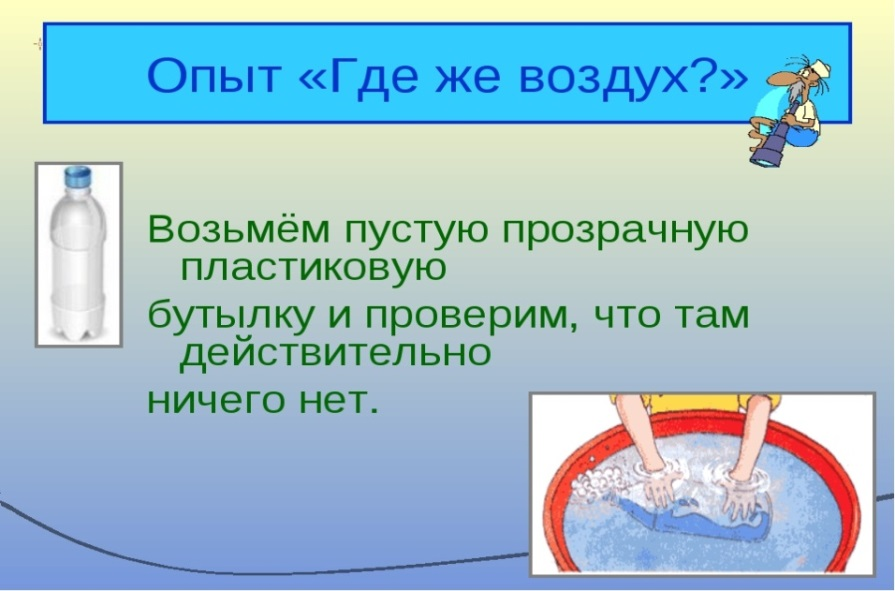 Опыт «Где же воздух?»
Возьмём пустую прозрачную
пластиковую
бутылку и проверим, что там
действительно
ничего нет.